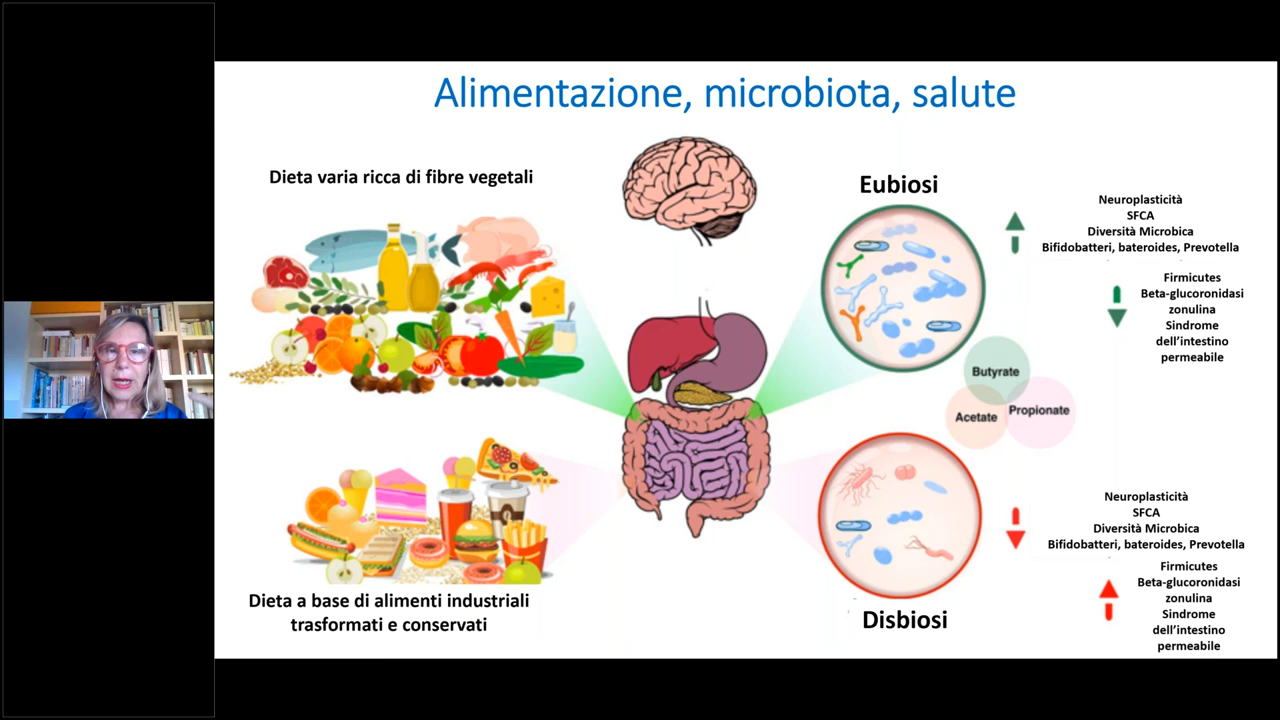 Alimentazione, microbiota, salute
Dieta varia ricca di fibre vegetali
Eubiosi
Neuroplasticità
SFCA
Diversità Microbica
Bifidobatteri, bateroides, Prevotella
Firmicutes
Beta-glucoronidasi
zonulina
Sindrome
dell'intestino
permeabile
Butyrate
Acetate
Propionate
Neuroplasticità
SFCA
Diversità Microbica
Bifidobatteri, bateroides, Prevotella
Firmicutes
Beta-glucoronidasi
zonulina
Sindrome
dell'intestino
permeabile
Dieta a base di alimenti industriali
trasformati e conservati
Disbiosi